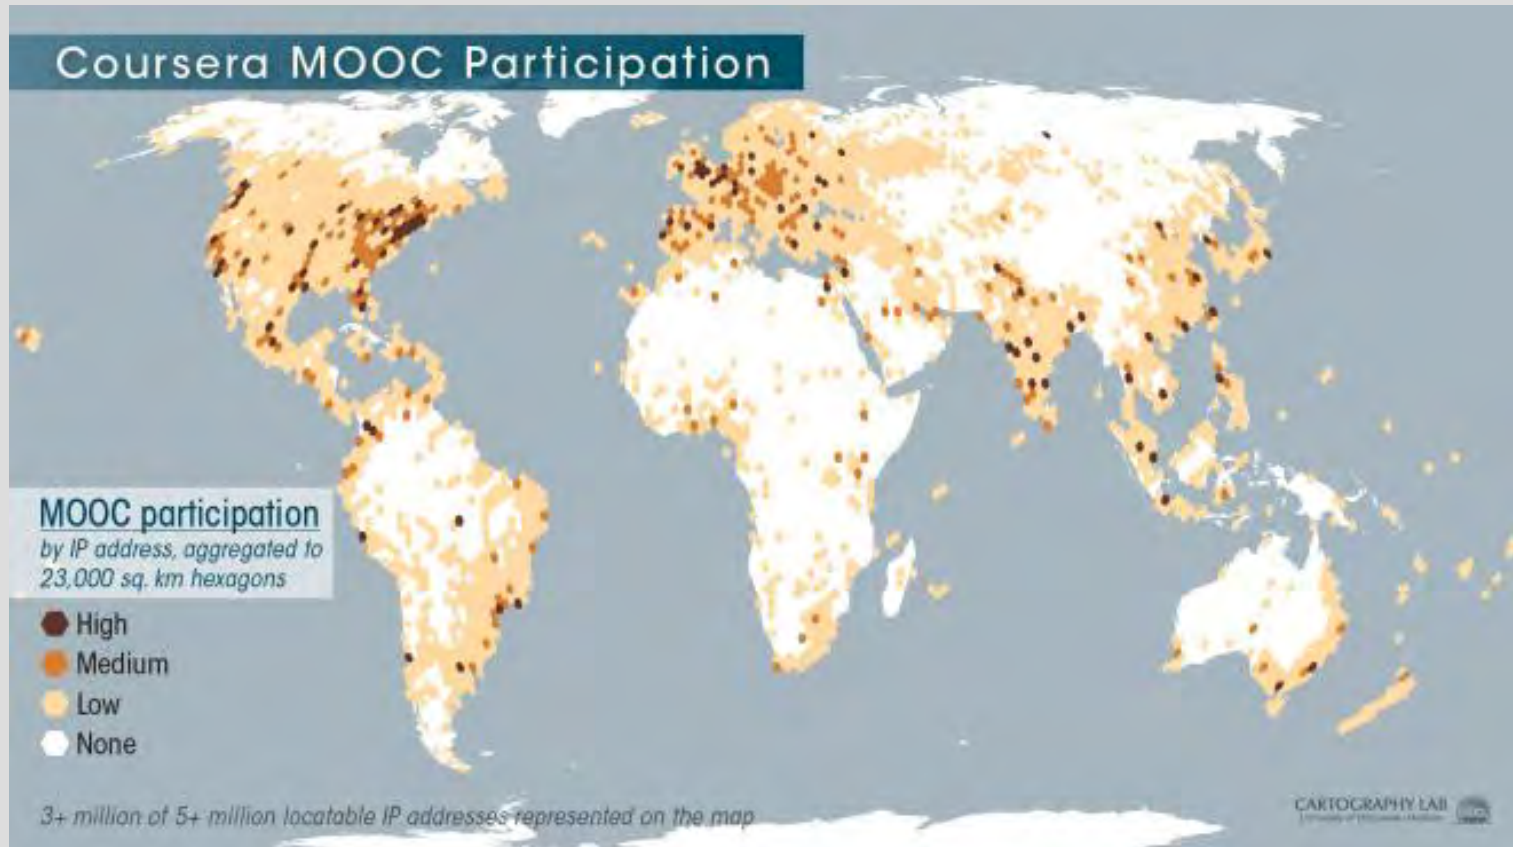 Coursera MOOC Participation
MOOC participation
by IP address, aggregated to
23,000 sq. km hexagons
High
Medium
Low
None
3+ million of 5+ million locatable IP addresses represented on the map
CARTOGRAPHY LAB